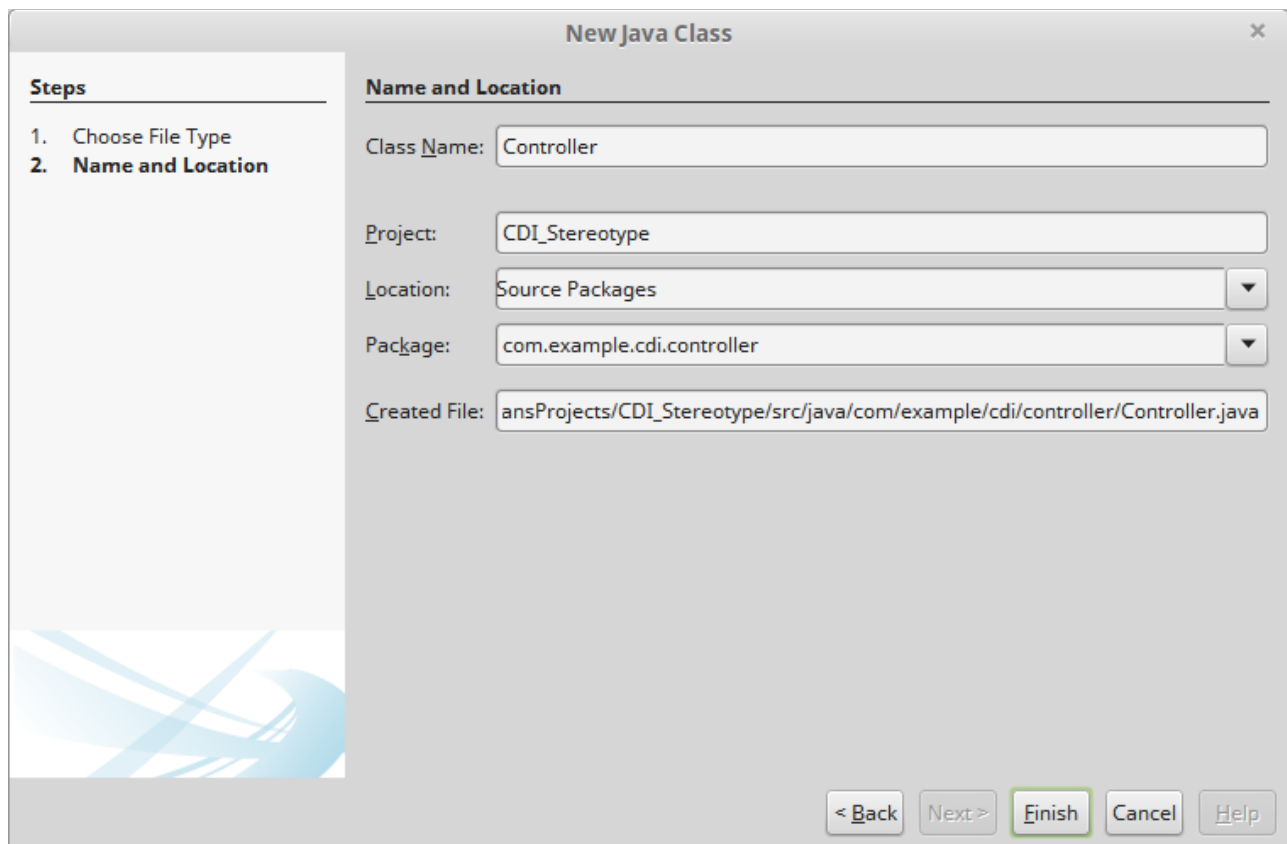 New Java Class ×
Steps
1. Choose File Type
2. Name and Location
Name and Location
Class Name: Controller
Project: CDI_Stereotype
Location: Source Packages
Package: com.example.cdi.controller
Created File: ansProjects/CDI_Stereotype/src/java/com/example/cdi/controller/Controller.java
< Back Next > Finish Cancel Help